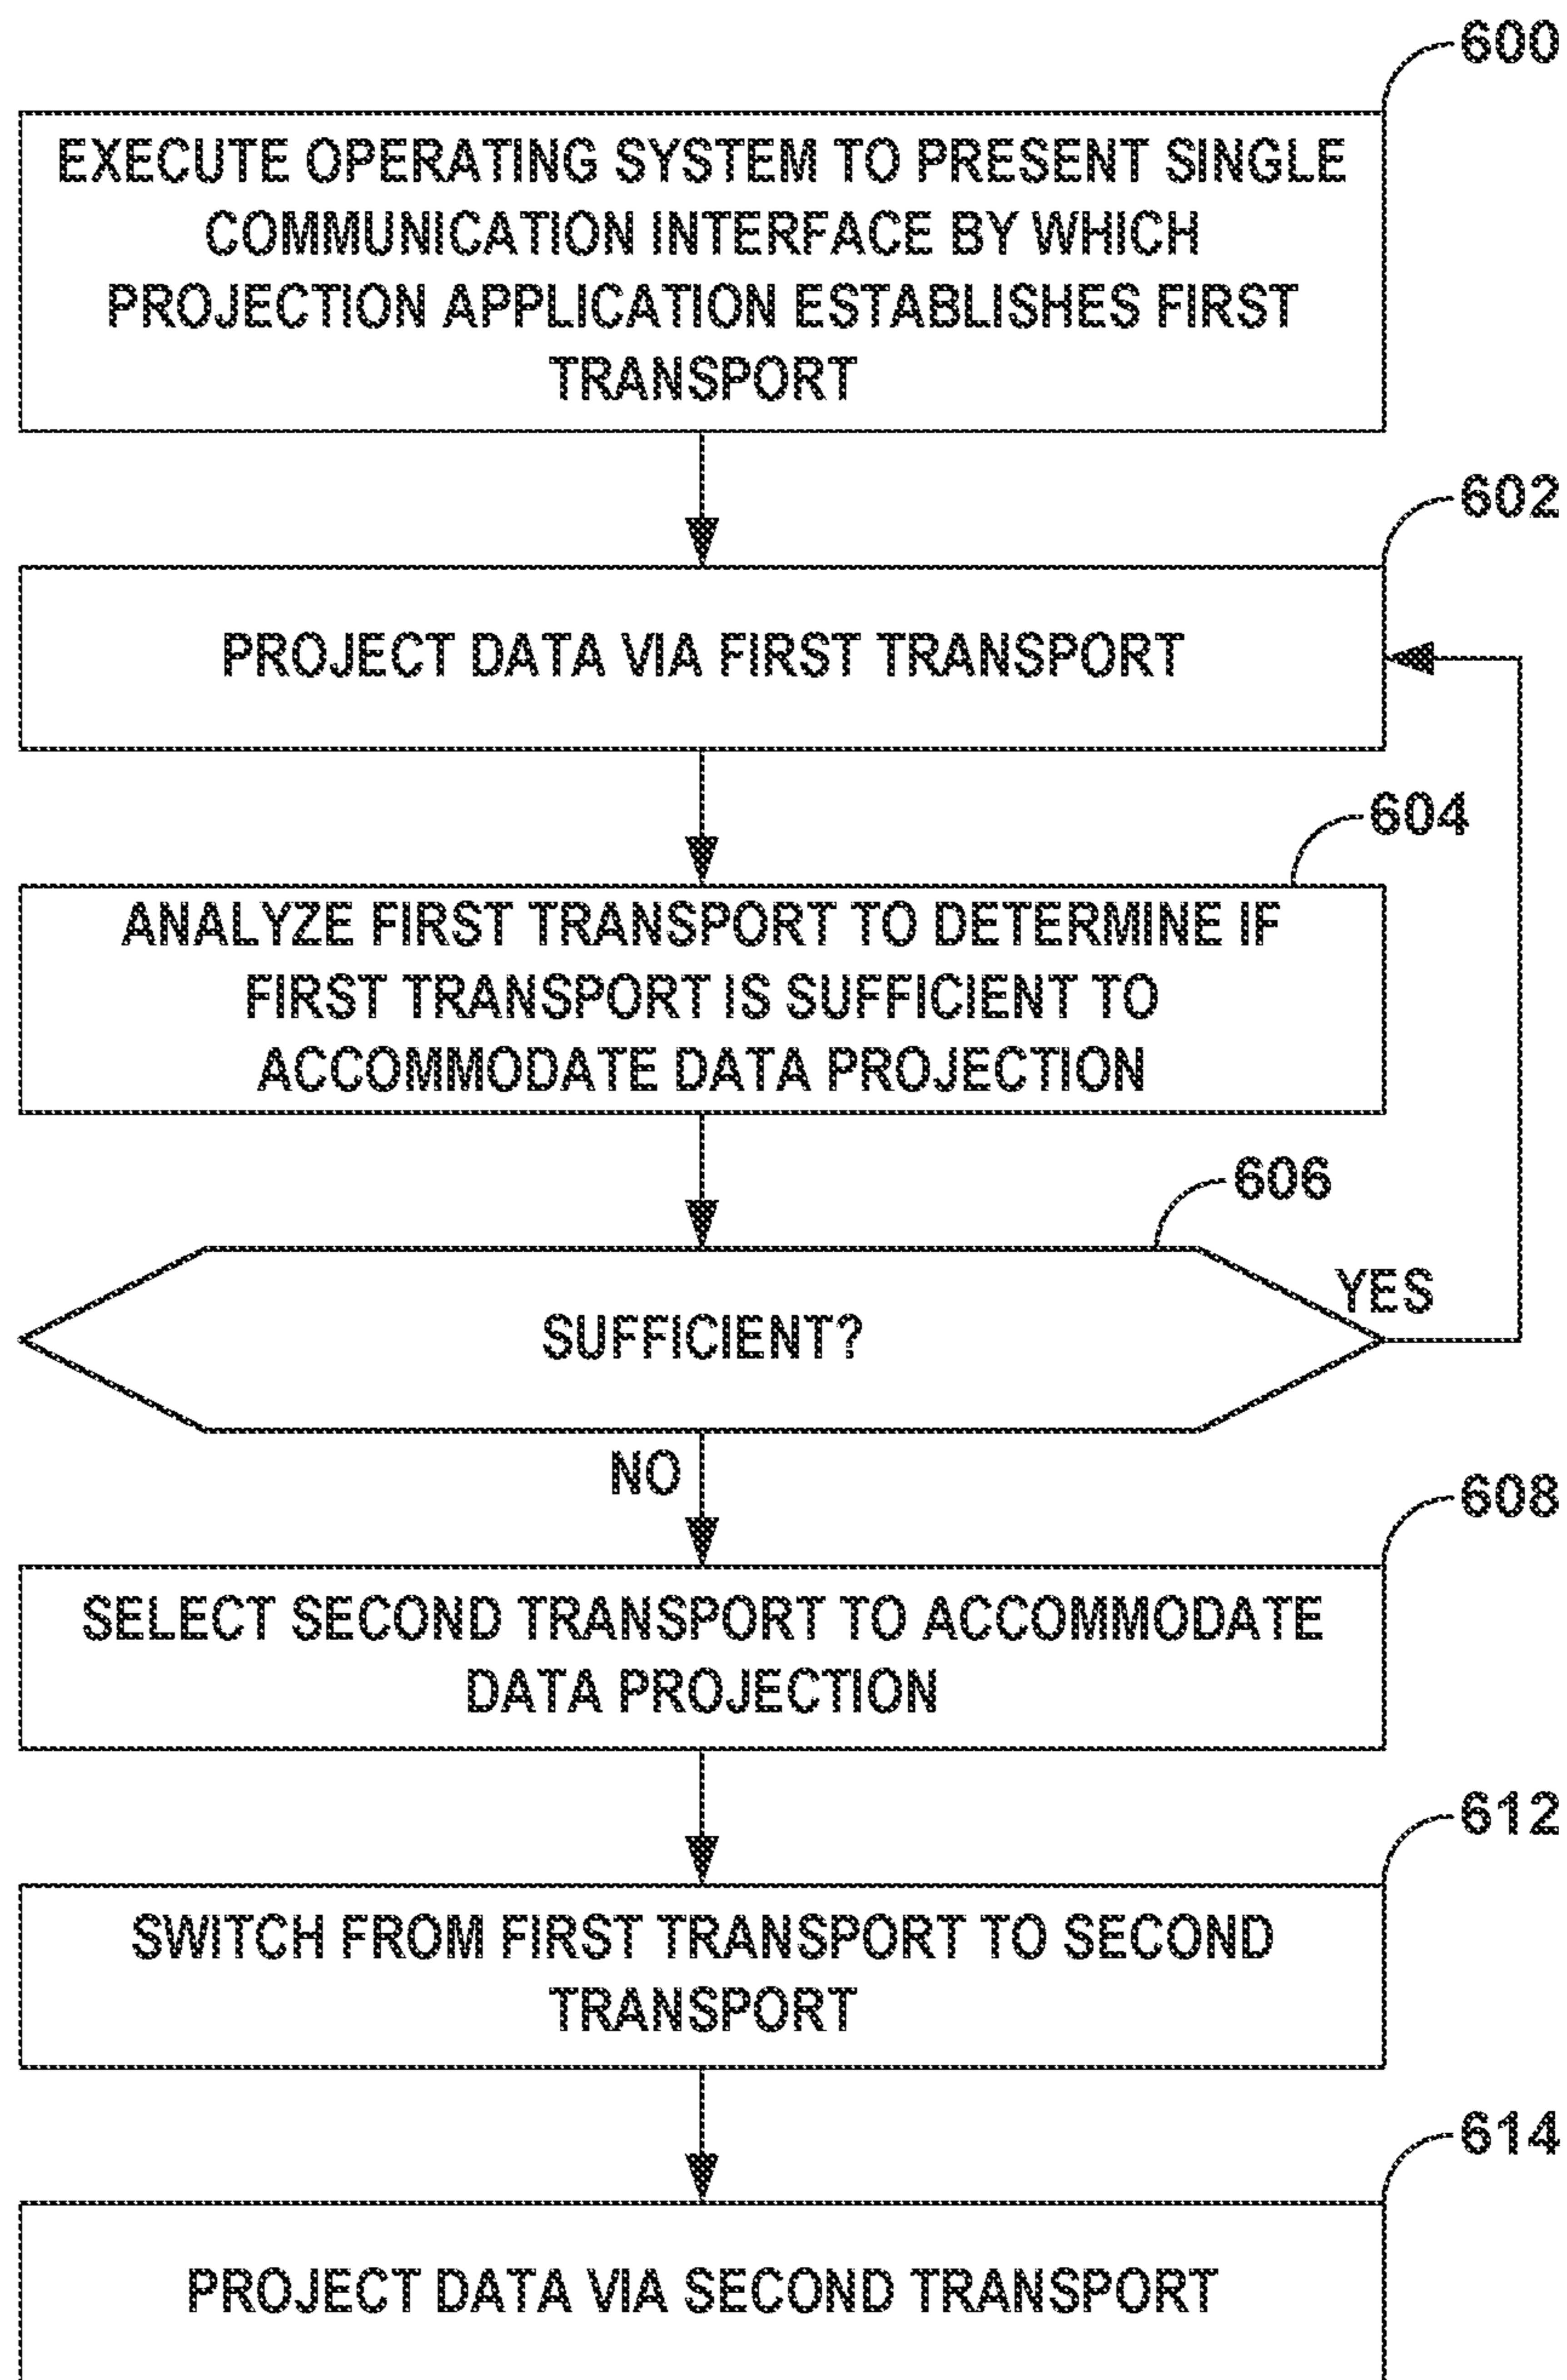 600
EXECUTE OPERATING SYSTEM TO PRESENT SINGLE
COMMUNICATION INTERFACE BY WHICH
PROJECTION APPLICATION ESTABLISHES FIRST
TRANSPORT
602
PROJECT DATA VIA FIRST TRANSPORT
604
ANALYZE FIRST TRANSPORT TO DETERMINE IF
FIRST TRANSPORT IS SUFFICIENT TO
ACCOMMODATE DATA PROJECTION
606
YES
SUFFICIENT?
NO
608
SELECT SECOND TRANSPORT TO ACCOMMODATE
DATA PROJECTION
612
SWITCH FROM FIRST TRANSPORT TO SECOND
TRANSPORT
614
PROJECT DATA VIA SECOND TRANSPORT